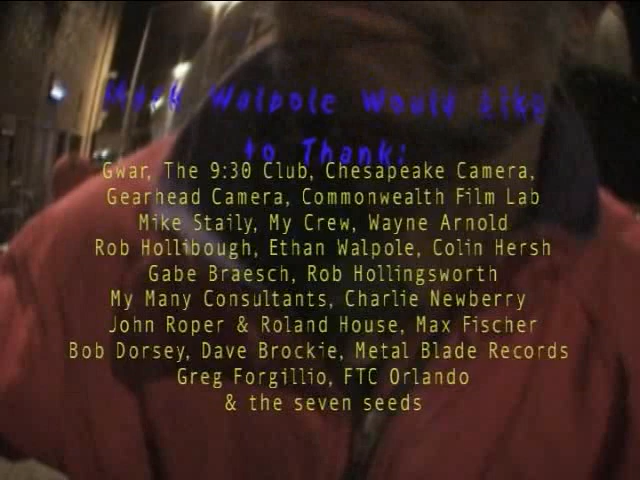 Mark Walpole Would Like
to Thank:
Gwar, The 9:30 Club, Chesapeake Camera,
Gearhead Camera, Commonwealth Film Lab
Mike Staily, My Crew, Wayne Arnold
Rob Hollibough, Ethan Walpole, Colin Hersh
Gabe Braesch, Rob Hollingsworth
My Many Consultants, Charlie Newberry
John Roper & Roland House, Max Fischer
Bob Dorsey, Dave Brockie, Metal Blade Records
Greg Forgillio, FTC Orlando
& the seven seeds